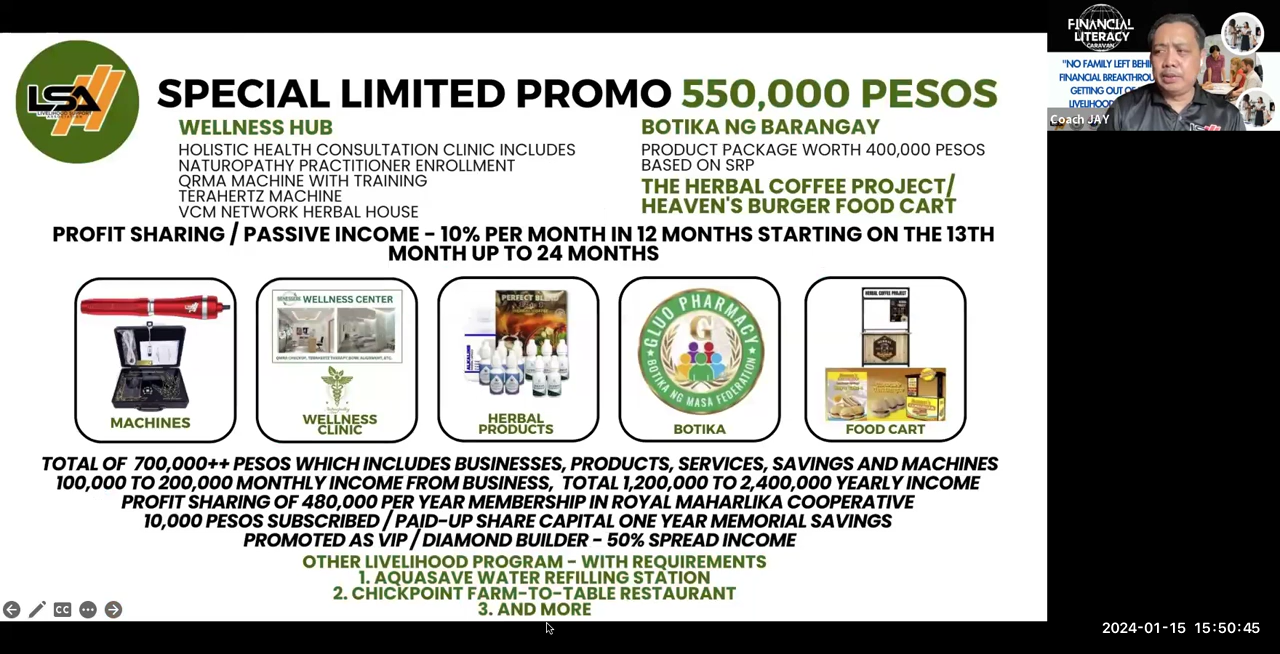 LSA
SPECIAL LIMITED PROMO 550,000 PESOS
WELLNESS HUB
HOLISTIC HEALTH CONSULTATION CLINIC INCLUDES
NATUROPATHY PRACTITIONER ENROLLMENT
QRMA MACHINE WITH TRAINING
TERAHERTZ MACHINE
VCM NETWORK HERBAL HOUSE
BOTIKA NG BARANGAY
PRODUCT PACKAGE WORTH 400,000 PESOS
BASED ON SRP
THE HERBAL COFFEE PROJECT/
HEAVEN'S BURGER FOOD CART
PROFIT SHARING / PASSIVE INCOME - 10% PER MONTH IN 12 MONTHS STARTING ON THE 13TH
MONTH UP TO 24 MONTHS
MACHINES
WELLNESS CENTER
WELLNESS
CLINIC
PERFECT BLEND
HERBAL
PRODUCTS
GLUO PHARMACY
G
BOTIKA NG MASA FEDERATION
BOTIKA
HERBAL COFFEE PROJECT
FOOD CART
TOTAL OF 700,000++ PESOS WHICH INCLUDES BUSINESSES, PRODUCTS, SERVICES, SAVINGS AND MACHINES
100,000 TO 200,000 MONTHLY INCOME FROM BUSINESS, TOTAL 1,200,000 TO 2,400,000 YEARLY INCOME
PROFIT SHARING OF 480,000 PER YEAR MEMBERSHIP IN ROYAL MAHARLIKA COOPERATIVE
10,000 PESOS SUBSCRIBED / PAID-UP SHARE CAPITAL ONE YEAR MEMORIAL SAVINGS
PROMOTED AS VIP / DIAMOND BUILDER - 50% SPREAD INCOME
OTHER LIVELIHOOD PROGRAM - WITH REQUIREMENTS
1. AQUASAVE WATER REFILLING STATION
2. CHICKPOINT FARM-TO-TABLE RESTAURANT
3. AND MORE
CC
FINANCIAL
LITERACY
CARAVAN
"NO FAMILY LEFT BEHI
FINANCIAL BREAKTHROU
GETTING OUT OF
LIVELIHOOD
Coach JAY
2024-01-15 15:50:45